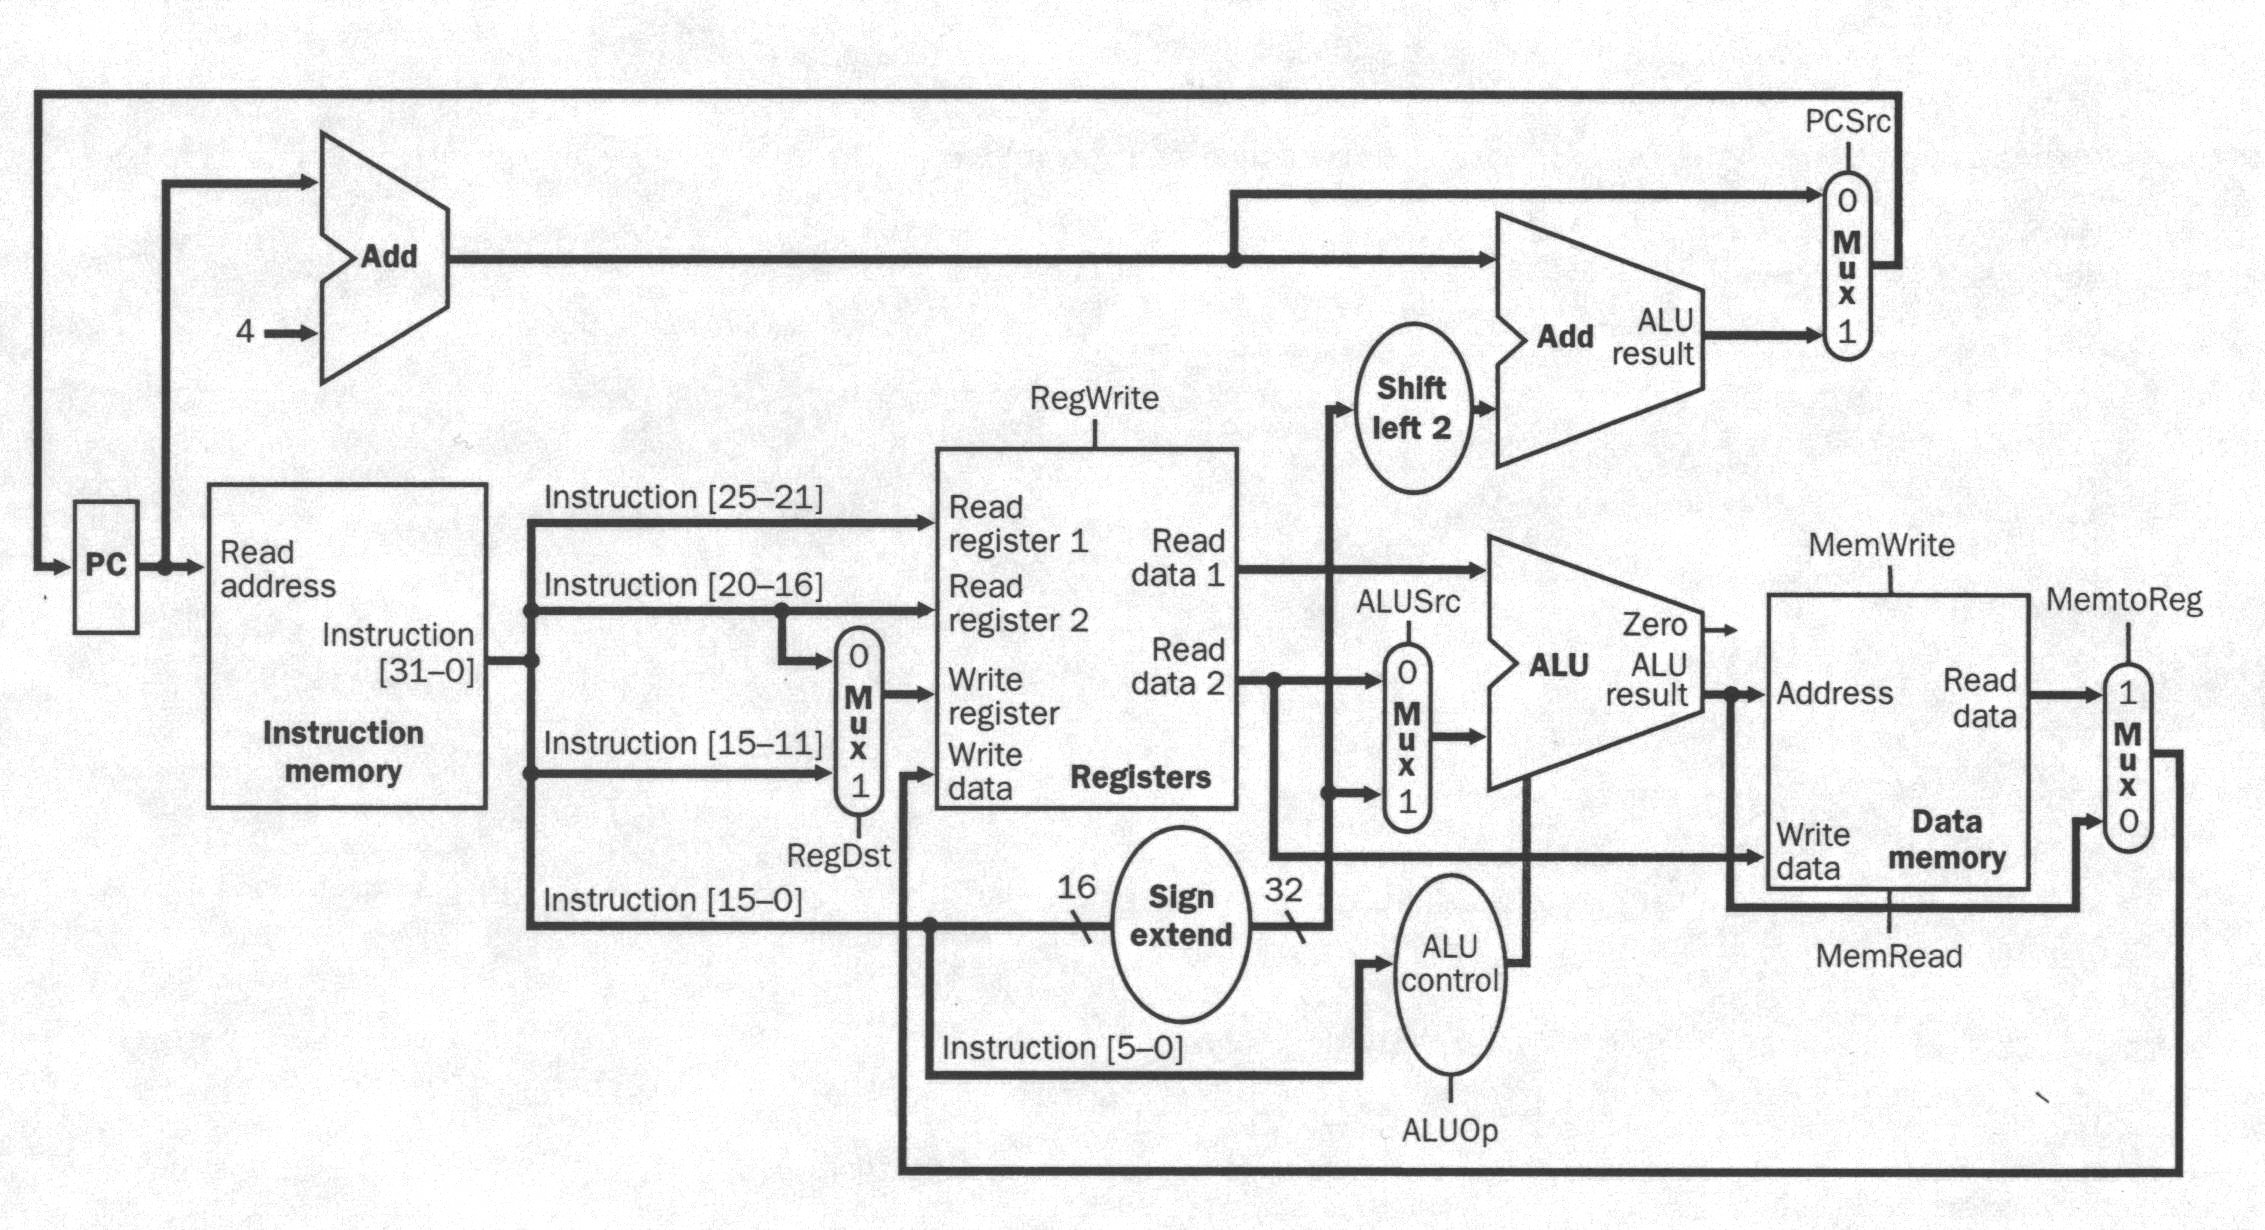 PCSrc
0
Mux
1
Add
4
Add
ALU
result
Shift
left 2
RegWrite
PC
Read
address
Instruction
[31–0]
Instruction
memory
Instruction [25–21]
Instruction [20–16]
Instruction [15–11]
Instruction [15–0]
0
Mux
1
RegDst
Read
register 1
Read
register 2
Write
register
Write
data
Read
data 1
Read
data 2
Registers
16
Sign
extend
32
Instruction [5–0]
ALUSrc
0
Mux
1
Zero
ALU
ALU
result
ALU
control
ALUOp
MemWrite
Address
Read
data
Write
data
Data
memory
MemRead
MemtoReg
1
Mux
0